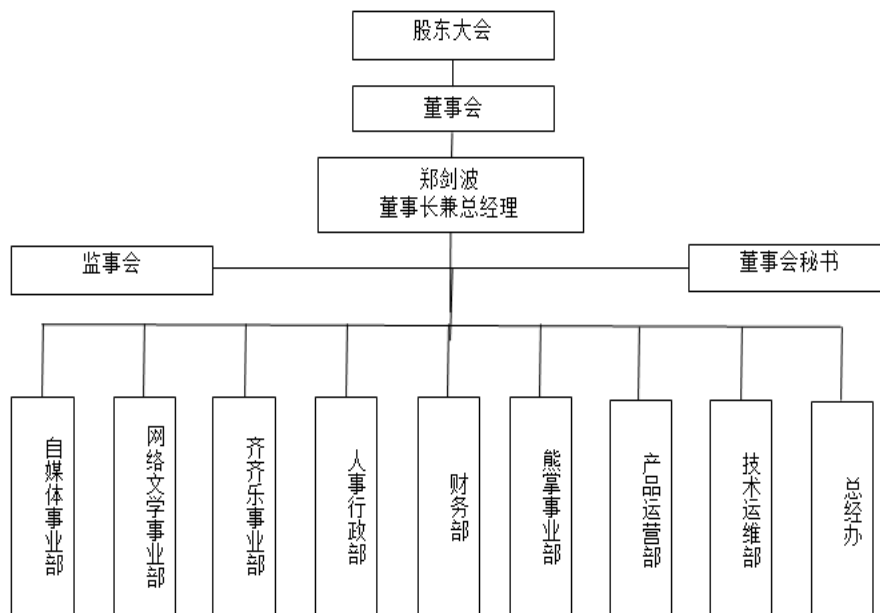 股东大会
董事会
郑剑波
董事长兼总经理
监事会
董事会秘书
自媒体事业部
网络文学事业部
齐齐乐事业部
人事行政部
财务部
熊掌事业部
产品运营部
技术运维部
总经办